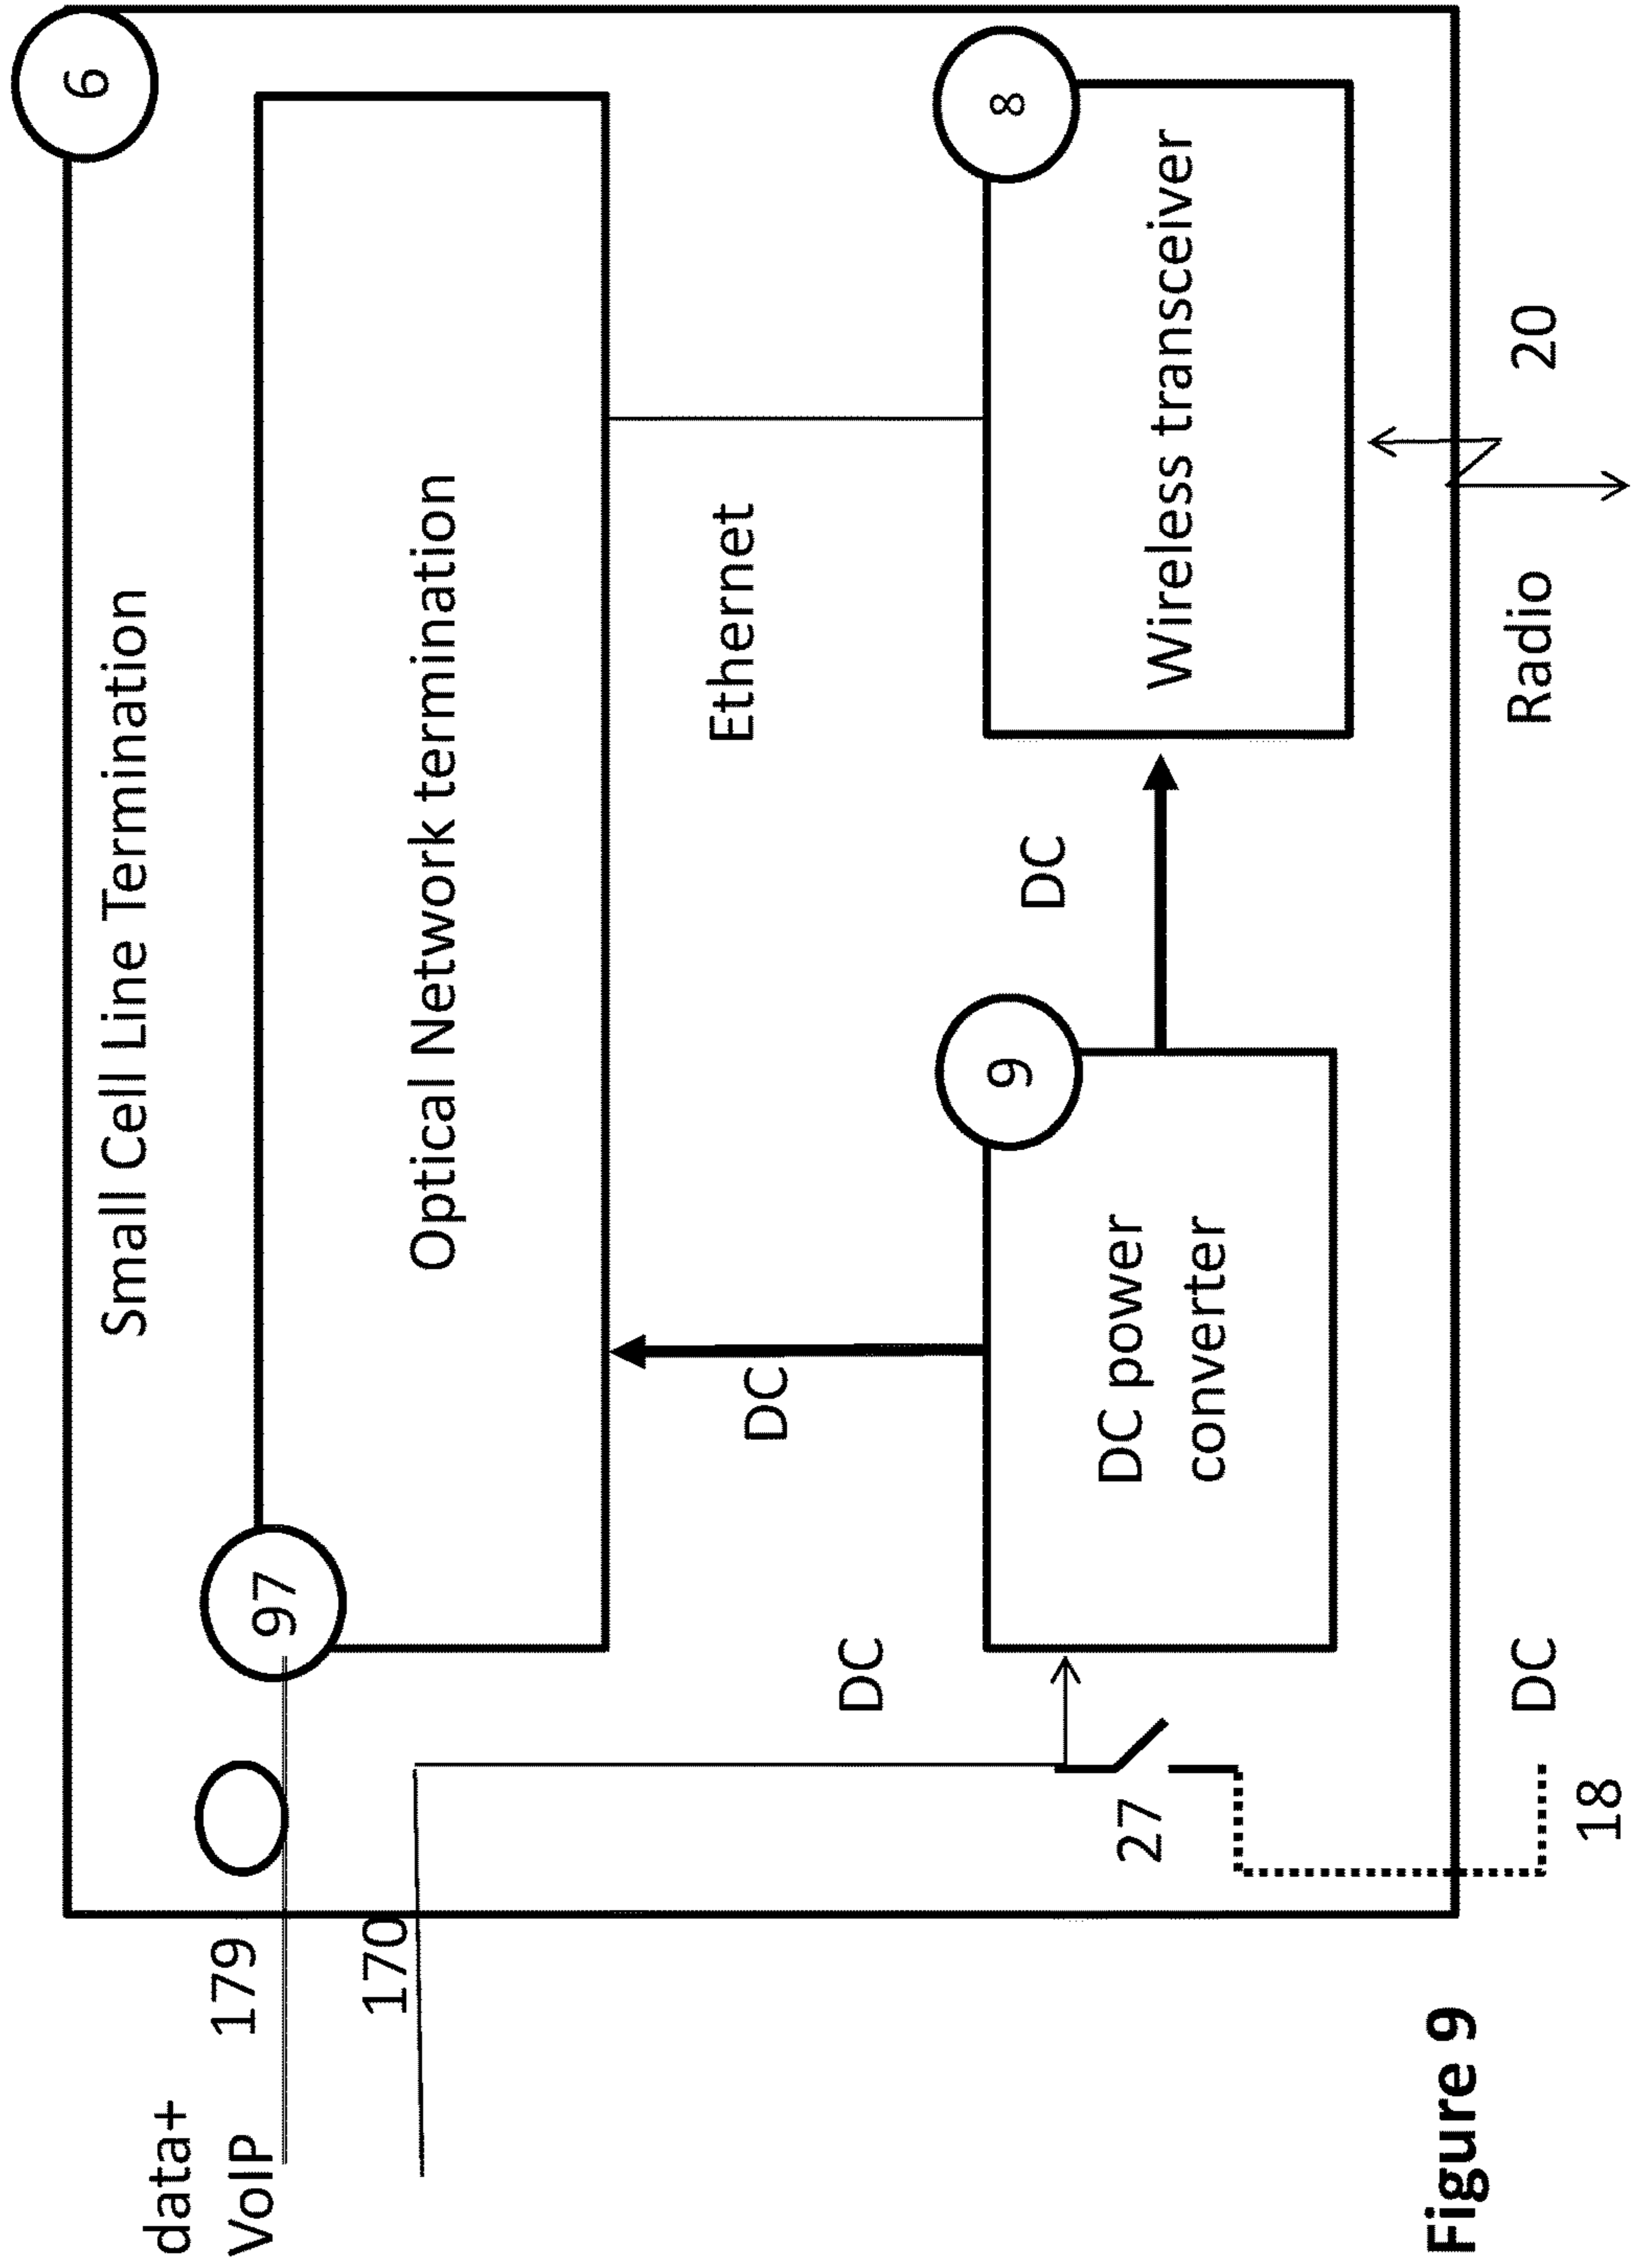 6
Small Cell Line Termination
97
Optical Network termination
data+
VoIP
179
170
DC
Ethernet
DC
9
DC power
converter
DC
8
Wireless transceiver
27
DC
18
Radio
20
Figure 9